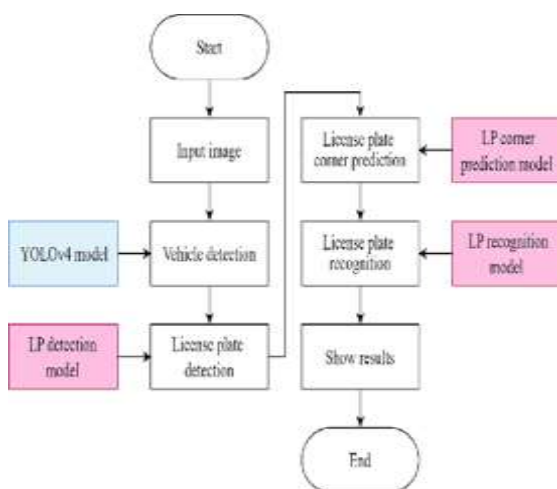 Start
Input image
YOLOv4 model
Vehicle detection
LP detection
model
License plate
detection
License plate
corner prediction
LP corner
prediction model
License plate
recognition
LP recognition
model
Show results
End